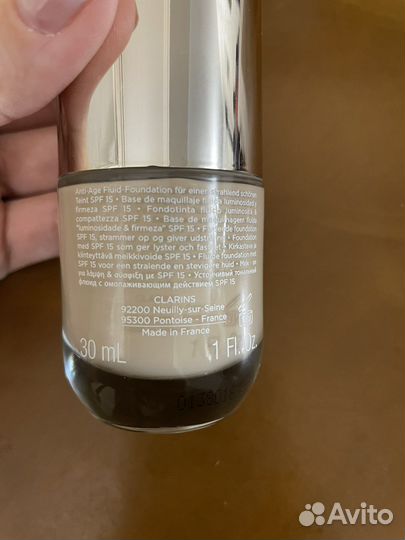 Anti-Age Fluid-Foundation für einen strahlend schönen
Teint SPF 15 • Base de maquillaje fluida luminosidad y
firmeza SPF 15 • Fondotinta fluido luminosità &
compattezza SPF 15 • Base de maquilhagem fluida
"luminosidade & firmeza" SPF 15 • Flydende foundation
SPF 15, strammer op og giver udstråling • Foundation
med SPF 15 som ger lyster och fasthet • Kirkastava ja
kiinteyttävä meikkivoide SPF 15 • Fluide foundation met
SPF 15 voor een stralende en stevigere huid •
για λάμψη & σύσφιξη με SPF 15 • Устойчивый тональный
флюид с омолаживающим действием SPF 15
CLARINS
92200 Neuilly-sur-Seine
95300 Pontoise - France
Made in France
30 mL 1 Fl. Oz.
Avito